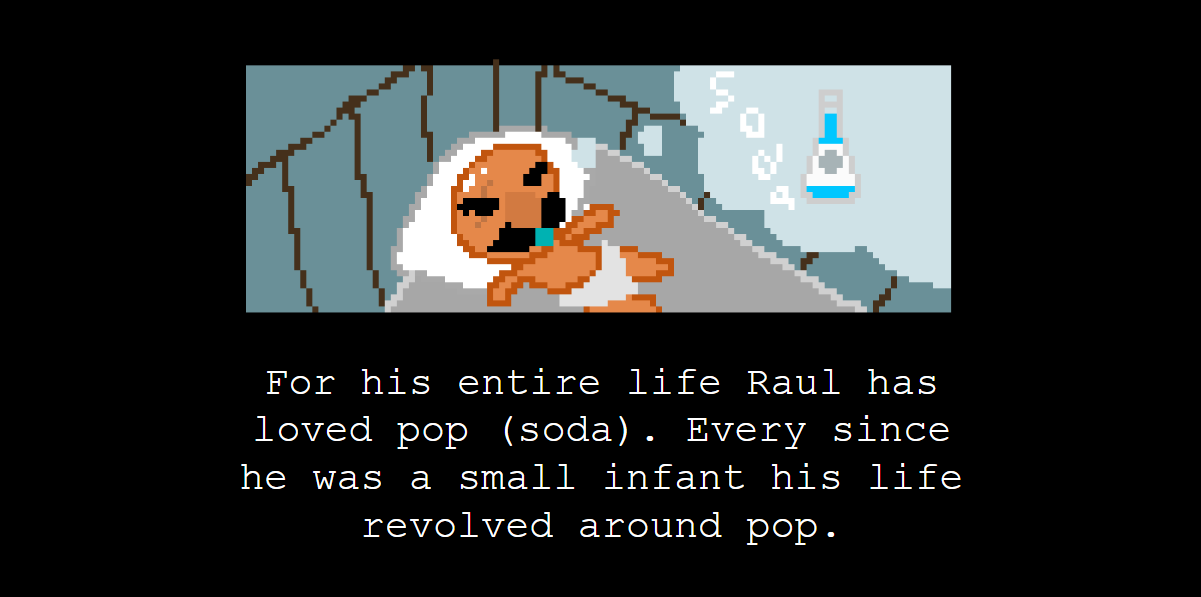 soda
For his entire life Raul has
loved pop (soda). Every since
he was a small infant his life
revolved around pop.